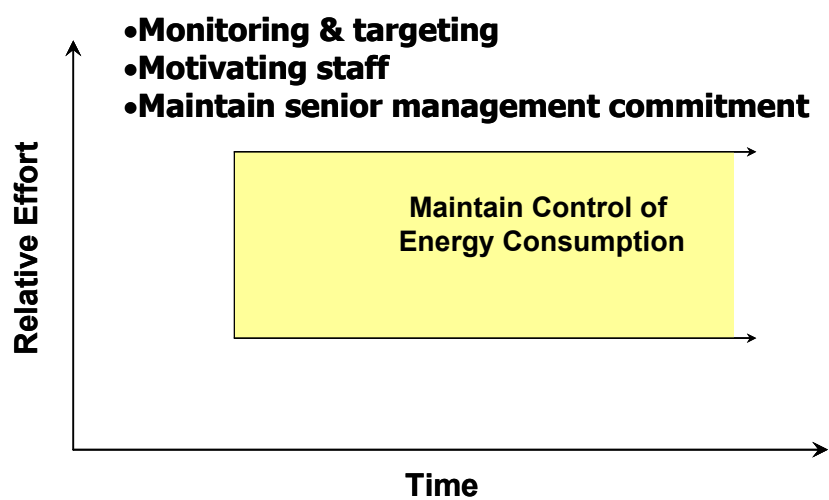 •Monitoring & targeting
•Motivating staff
•Maintain senior management commitment
Relative Effort
Maintain Control of
Energy Consumption
Time